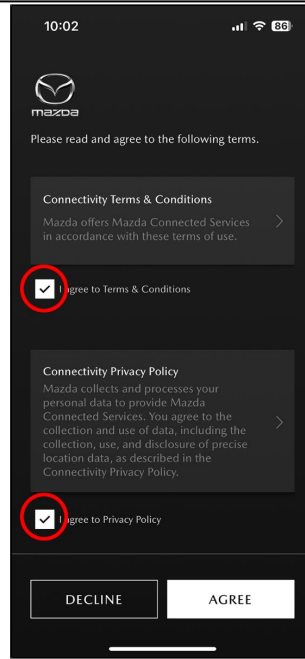 10:02
86
mazda
Please read and agree to the following terms.
Connectivity Terms & Conditions
Mazda offers Mazda Connected Services
in accordance with these terms of use.
I agree to Terms & Conditions
Connectivity Privacy Policy
Mazda collects and processes your
personal data to provide Mazda
Connected Services. You agree to the
collection and use of data, including the
collection, use, and disclosure of precise
location data, as described in the
Connectivity Privacy Policy.
I agree to Privacy Policy
DECLINE
AGREE